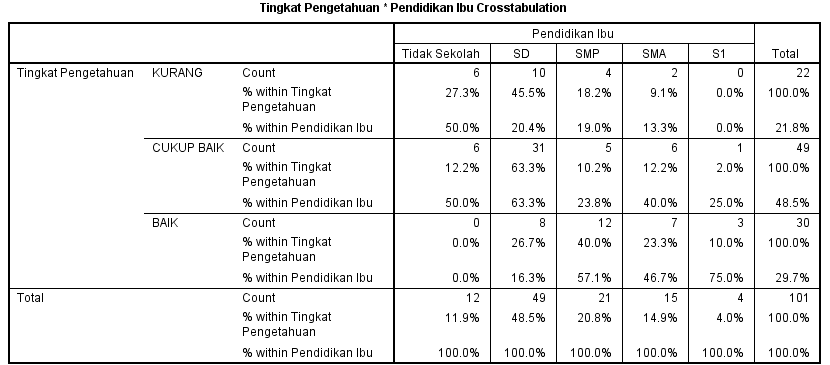 Tingkat Pengetahuan * Pendidikan Ibu Crosstabulation
Pendidikan Ibu
Tidak Sekolah SD SMP SMA S1 Total
Tingkat Pengetahuan KURANG Count 6 10 4 2 0 22
% within Tingkat Pengetahuan 27.3% 45.5% 18.2% 9.1% 0.0% 100.0%
% within Pendidikan Ibu 50.0% 20.4% 19.0% 13.3% 0.0% 21.8%
CUKUP BAIK Count 6 31 5 6 1 49
% within Tingkat Pengetahuan 12.2% 63.3% 10.2% 12.2% 2.0% 100.0%
% within Pendidikan Ibu 50.0% 63.3% 23.8% 40.0% 25.0% 48.5%
BAIK Count 0 8 12 7 3 30
% within Tingkat Pengetahuan 0.0% 26.7% 40.0% 23.3% 10.0% 100.0%
% within Pendidikan Ibu 0.0% 16.3% 57.1% 46.7% 75.0% 29.7%
Total Count 12 49 21 15 4 101
% within Tingkat Pengetahuan 11.9% 48.5% 20.8% 14.9% 4.0% 100.0%
% within Pendidikan Ibu 100.0% 100.0% 100.0% 100.0% 100.0% 100.0%